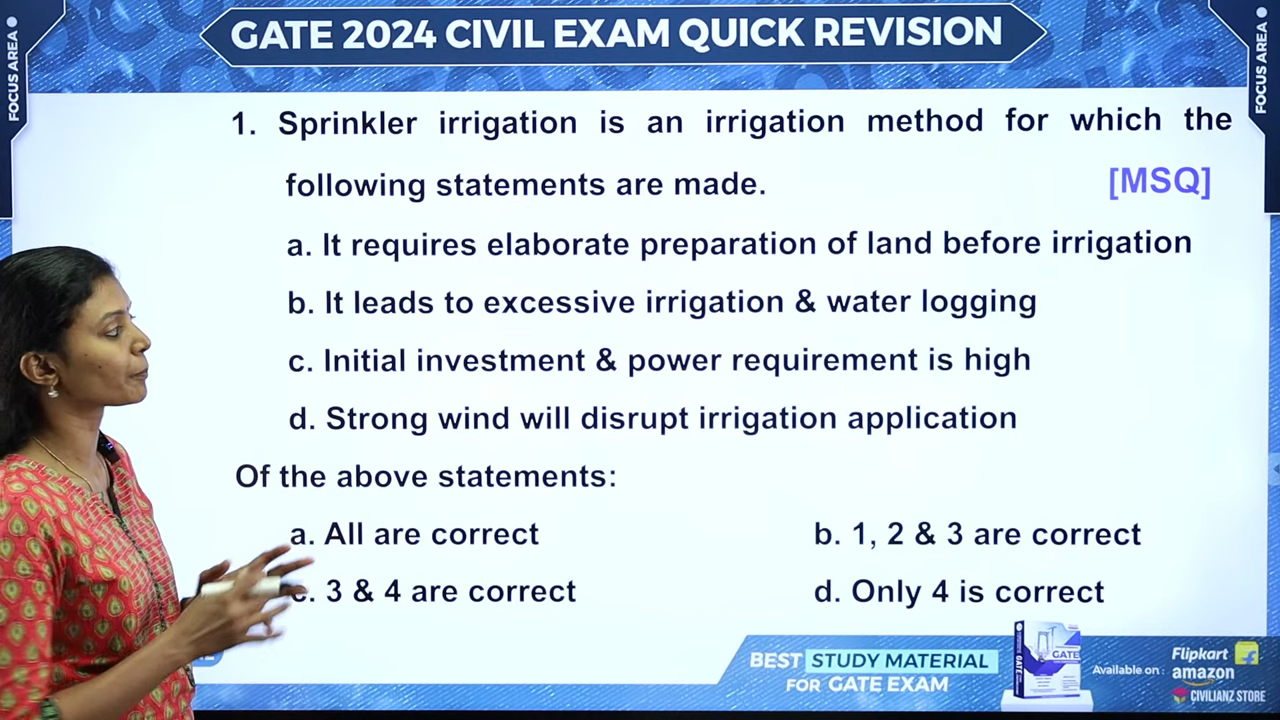 GATE 2024 CIVIL EXAM QUICK REVISION
FOCUS AREA
FOCUS AREA
1. Sprinkler irrigation is an irrigation method for which the
following statements are made. [MSQ]
a. It requires elaborate preparation of land before irrigation
b. It leads to excessive irrigation & water logging
c. Initial investment & power requirement is high
d. Strong wind will disrupt irrigation application
Of the above statements:
a. All are correct b. 1, 2 & 3 are correct
c. 3 & 4 are correct d. Only 4 is correct
BEST STUDY MATERIAL
FOR GATE EXAM
GATE
GATE
Available on :
Flipkart
amazon
CIVILIANZ STORE